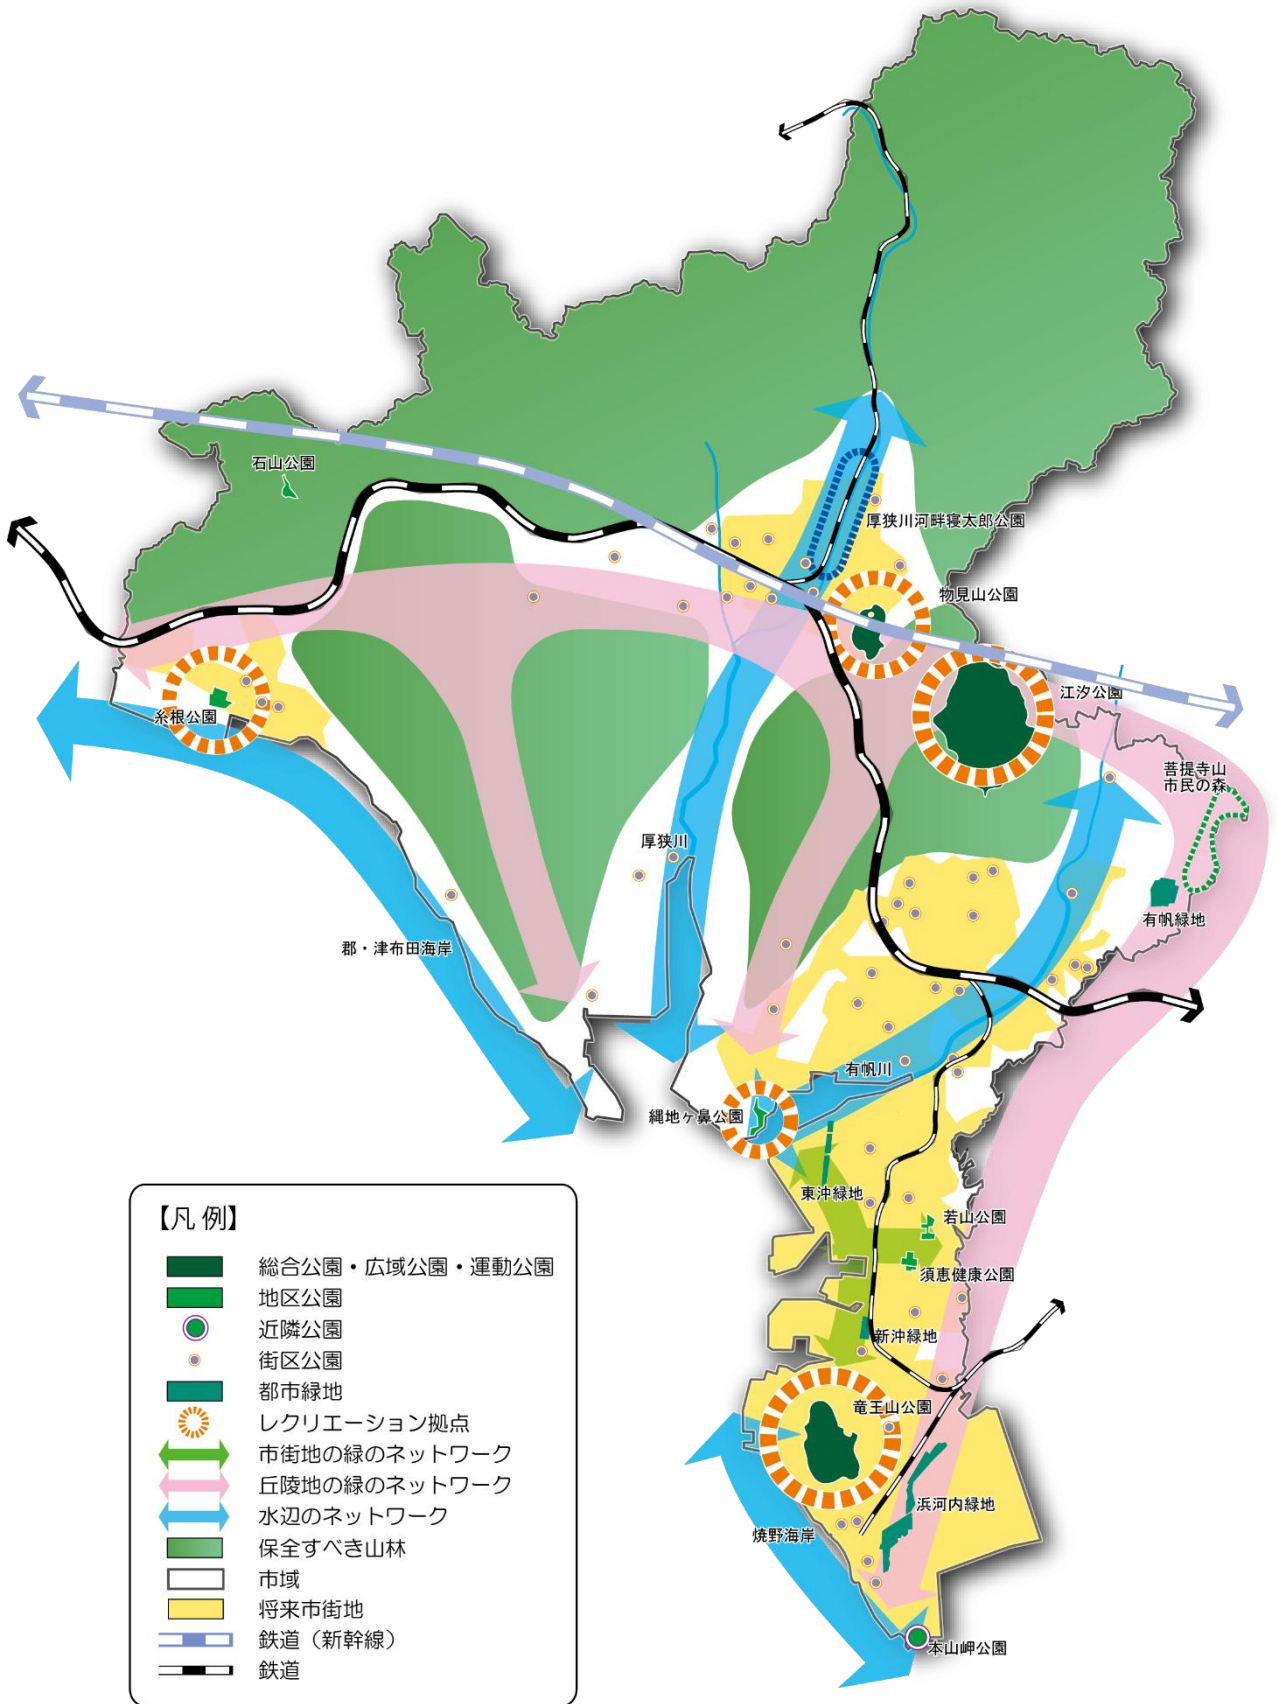 石山公園
厚狭川河畔寝太郎公園
物見山公園
江汐公園
糸根公園
菩提寺山
市民の森
厚狭川
有帆緑地
郡・津布田海岸
有帆川
縄地ヶ鼻公園
東沖緑地
若山公園
須恵健康公園
新沖緑地
竜王山公園
浜河内緑地
焼野海岸
本山岬公園
【凡 例】
総合公園・広域公園・運動公園
地区公園
近隣公園
街区公園
都市緑地
レクリエーション拠点
市街地の緑のネットワーク
丘陵地の緑のネットワーク
水辺のネットワーク
保全すべき山林
市域
将来市街地
鉄道（新幹線）
鉄道